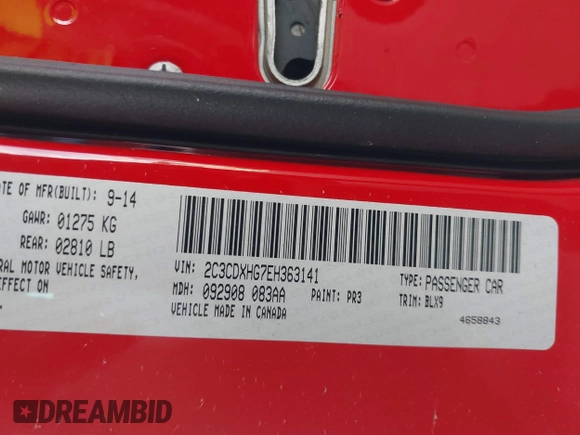 ATE OF MFR(BUILT): 9-14
GAWR: 01275 KG
REAR: 02810 LB
RAL MOTOR VEHICLE SAFETY,
EFFECT ON
VIN: 2C3CDXHG7EH363141
MDH: 092908 083AA PAINT: PR3
VEHICLE MADE IN CANADA
TYPE: PASSENGER CAR
TRIM: BLX9
4658843
DREAMBID